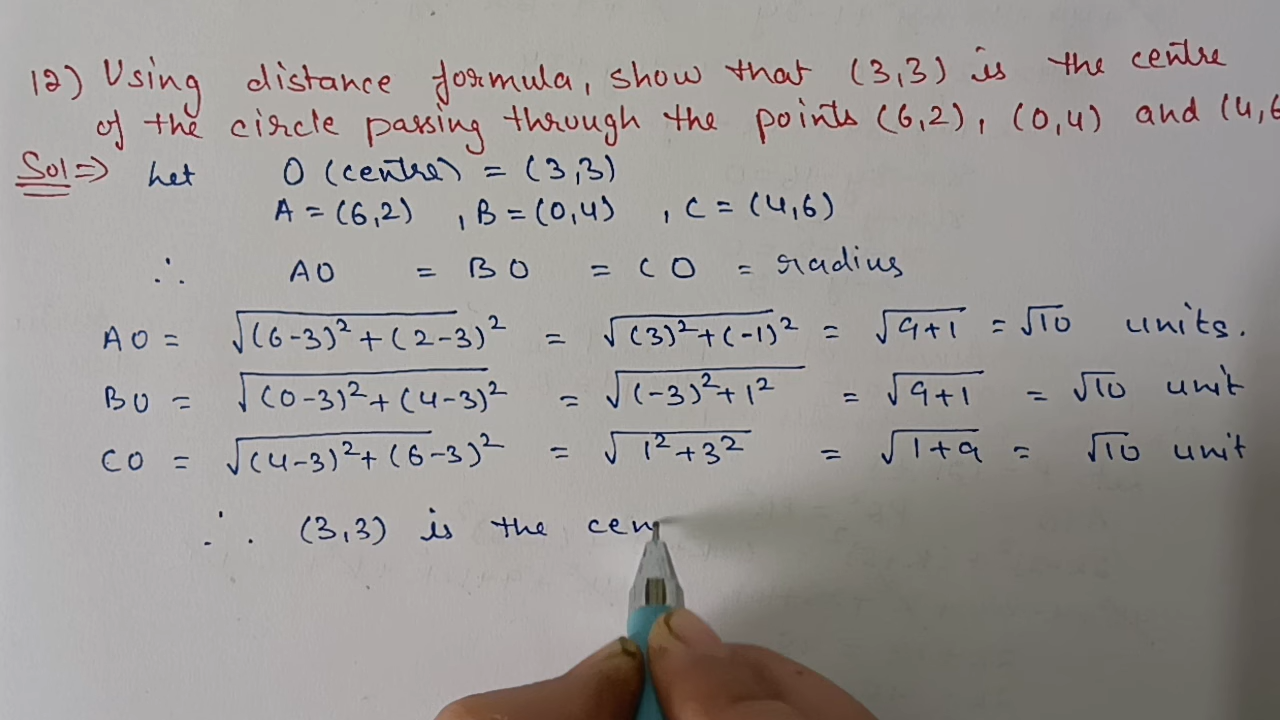 12) Using distance formula, show that (3,3) is the centre
of the circle passing through the points (6,2), (0,4) and (4,6
Sol⇒ Let O (centre) = (3,3)
A = (6,2) , B = (0,4) , C = (4,6)
∴ AO = BO = CO = radius
AO = √(6-3)²+(2-3)² = √(3)²+(-1)² = √9+1 = √10 units.
BO = √(0-3)²+(4-3)² = √(-3)²+1² = √9+1 = √10 unit
CO = √(4-3)²+(6-3)² = √1²+3² = √1+9 = √10 unit
∴ (3,3) is the cen